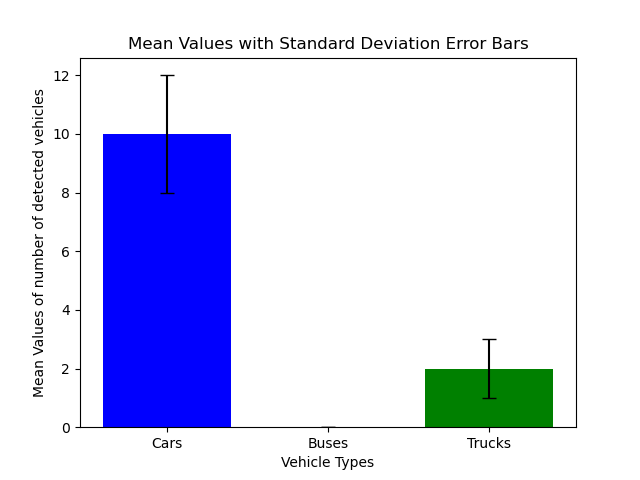 Mean Values with Standard Deviation Error Bars
Mean Values of number of detected vehicles
12
10
8
6
4
2
0
Cars
Buses
Trucks
Vehicle Types